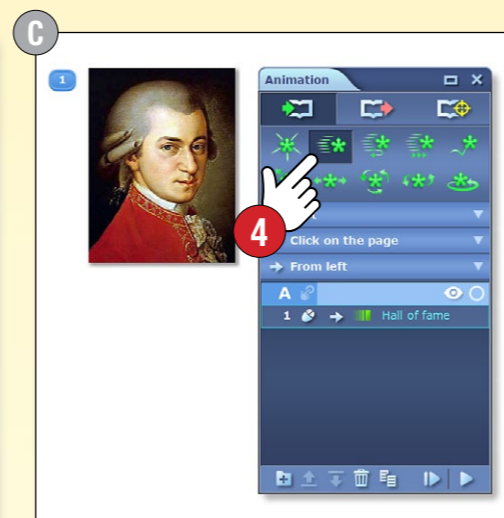 C
1
Animation
4
Click on the page
From left
A
1 Hall of fame